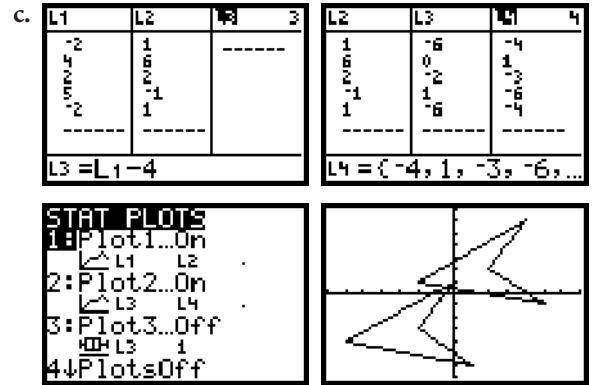 c.
L1 L2 L3 3
⁻2 1 ------
4 6
2 2
5 ⁻1
⁻2 1
------ ------
L3 =L1−4
L2 L3 L4 4
1 ⁻6 ⁻4
6 0 1
2 ⁻2 ⁻3
⁻1 1 ⁻6
1 ⁻6 ⁻4
------ ------ ------
L4 ={⁻4, 1, ⁻3, ⁻6,...
STAT PLOTS
1:Plot1...On
L1 L2 .
2:Plot2...On
L3 L4 .
3:Plot3...Off
L3 1
4↓PlotsOff